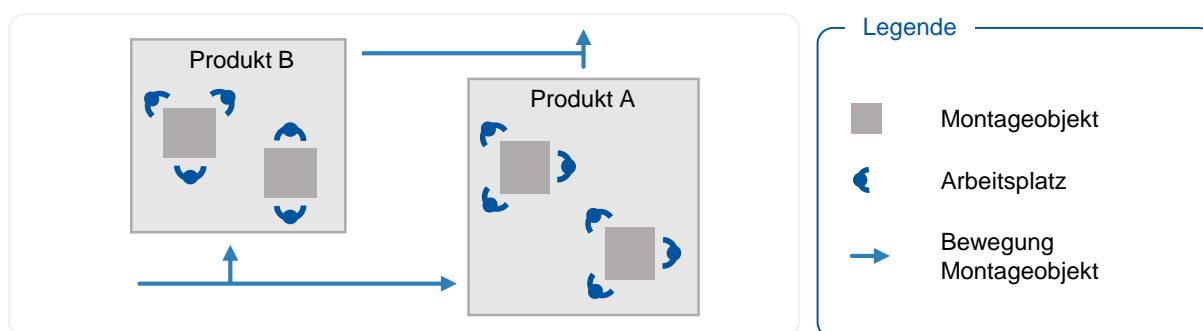 Produkt B
Produkt A
Legende
Montageobjekt
Arbeitsplatz
Bewegung
Montageobjekt